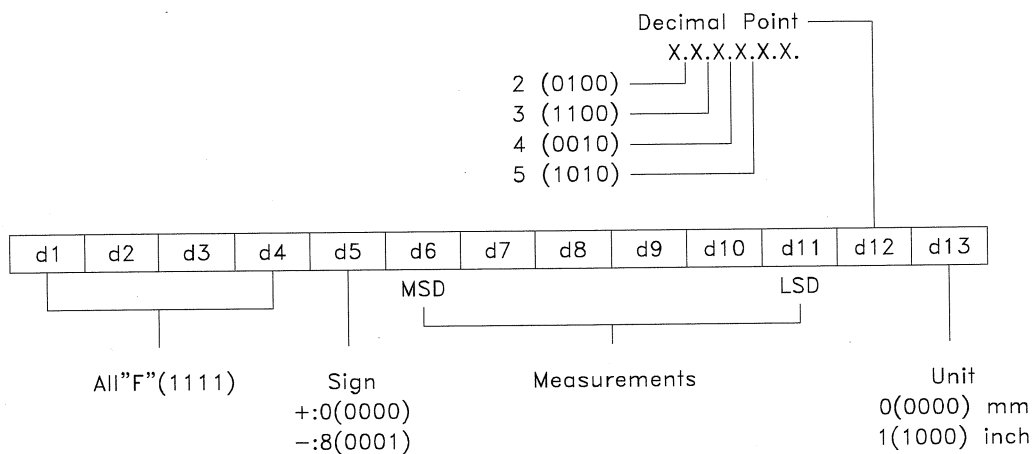 Decimal Point
X.X.X.X.X.X.
2 (0100)
3 (1100)
4 (0010)
5 (1010)
d1 d2 d3 d4 d5 d6 d7 d8 d9 d10 d11 d12 d13
MSD LSD
All"F"(1111) Sign Measurements Unit
+:0(0000) 0(0000) mm
−:8(0001) 1(1000) inch